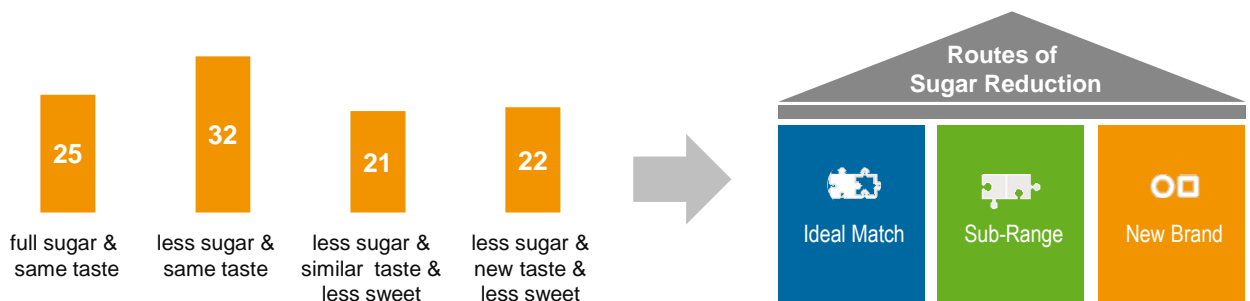 25
32
21
22
full sugar &
same taste
less sugar &
same taste
less sugar &
similar taste &
less sweet
less sugar &
new taste &
less sweet
Routes of
Sugar Reduction
Ideal Match
Sub-Range
New Brand